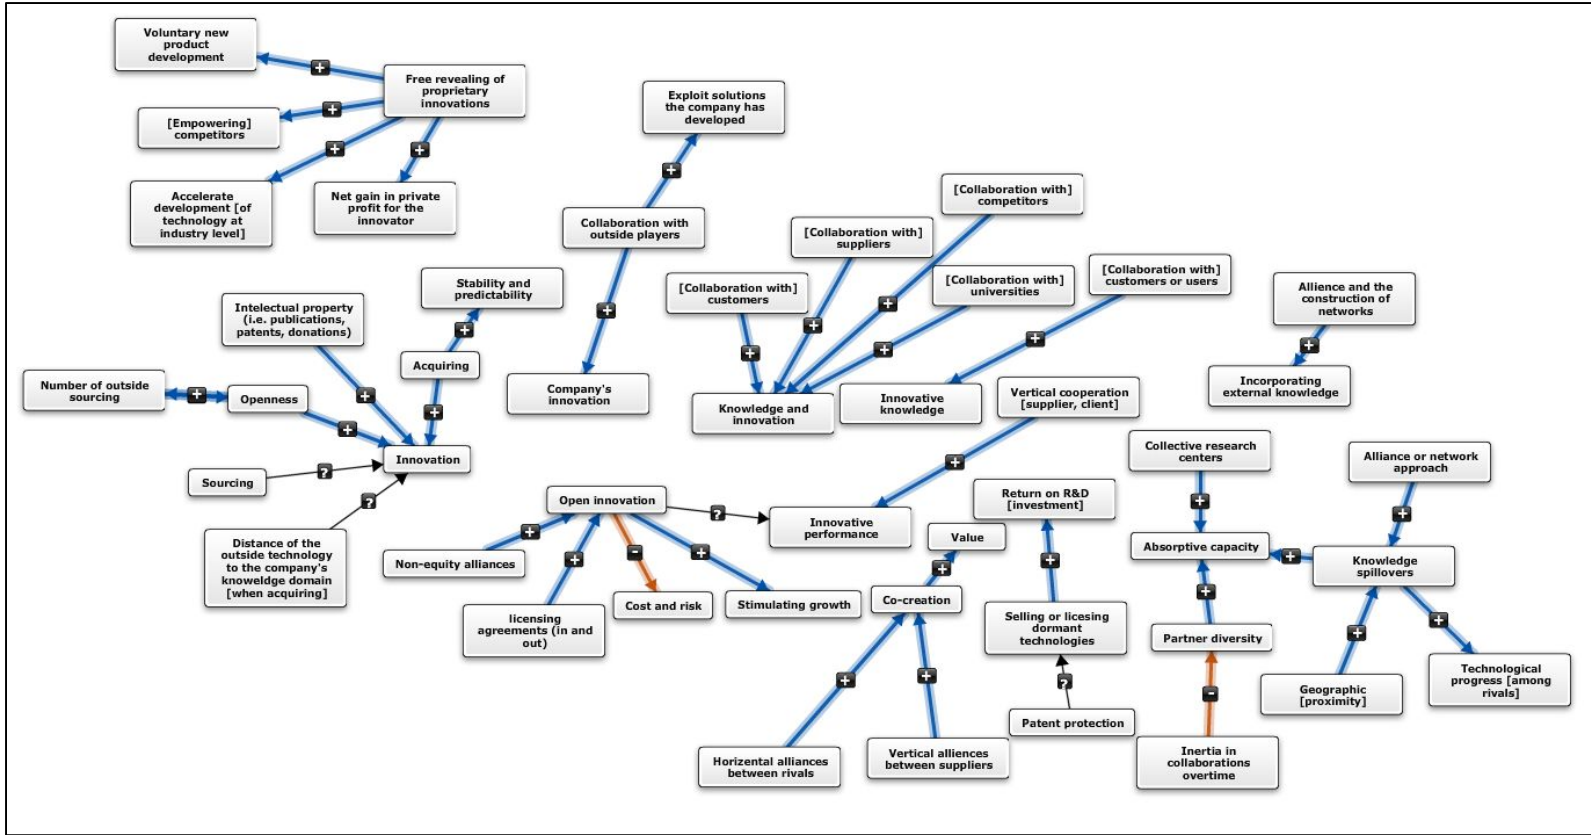 Voluntary new
product
development
Free revealing of
proprietary
innovations
[Empowering]
competitors
Accelerate
development [of
technology at
industry level]
Net gain in private
profit for the
innovator
+
+
+
+
Exploit solutions
the company has
developed
+
Collaboration with
outside players
+
Company's
innovation
[Collaboration with]
competitors
[Collaboration with]
suppliers
[Collaboration with]
customers
[Collaboration with]
universities
[Collaboration with]
customers or users
+
+
+
+
+
Knowledge and
innovation
Innovative
knowledge
Allience and the
construction of
networks
+
Incorporating
external knowledge
Stability and
predictability
+
Acquiring
+
Intelectual property
(i.e. publications,
patents, donations)
+
Number of outside
sourcing
+
Openness
+
Innovation
Sourcing
?
?
Distance of the
outside technology
to the company's
knoweldge domain
[when acquiring]
Vertical cooperation
[supplier, client]
+
Open innovation
?
Innovative
performance
+
Non-equity alliances
+
licensing
agreements (in and
out)
-
Cost and risk
+
Stimulating growth
Value
+
Co-creation
+
+
Horizental alliances
between rivals
Vertical alliences
between suppliers
Return on R&D
[investment]
+
Selling or licesing
dormant
technologies
?
Patent protection
Collective research
centers
+
Absorptive capacity
+
+
Partner diversity
-
Inertia in
collaborations
overtime
Alliance or network
approach
+
Knowledge
spillovers
+
+
Geographic
[proximity]
Technological
progress [among
rivals]